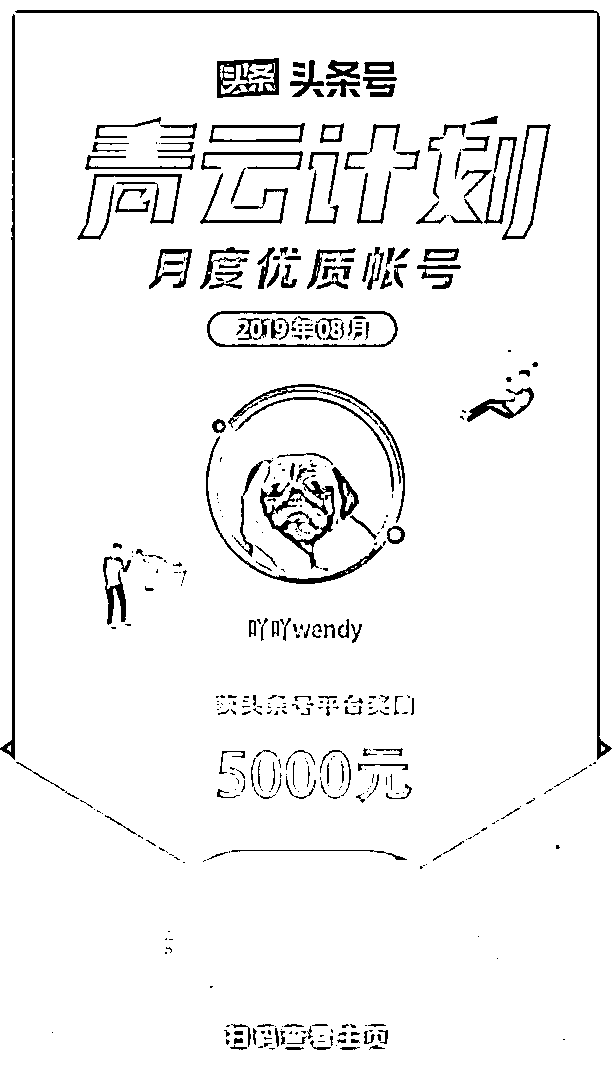 头条 头条号
青云计划
月度优质帐号
2019年08月
吖吖wendy
获头条号平台奖励
5000元
扫码查看主页